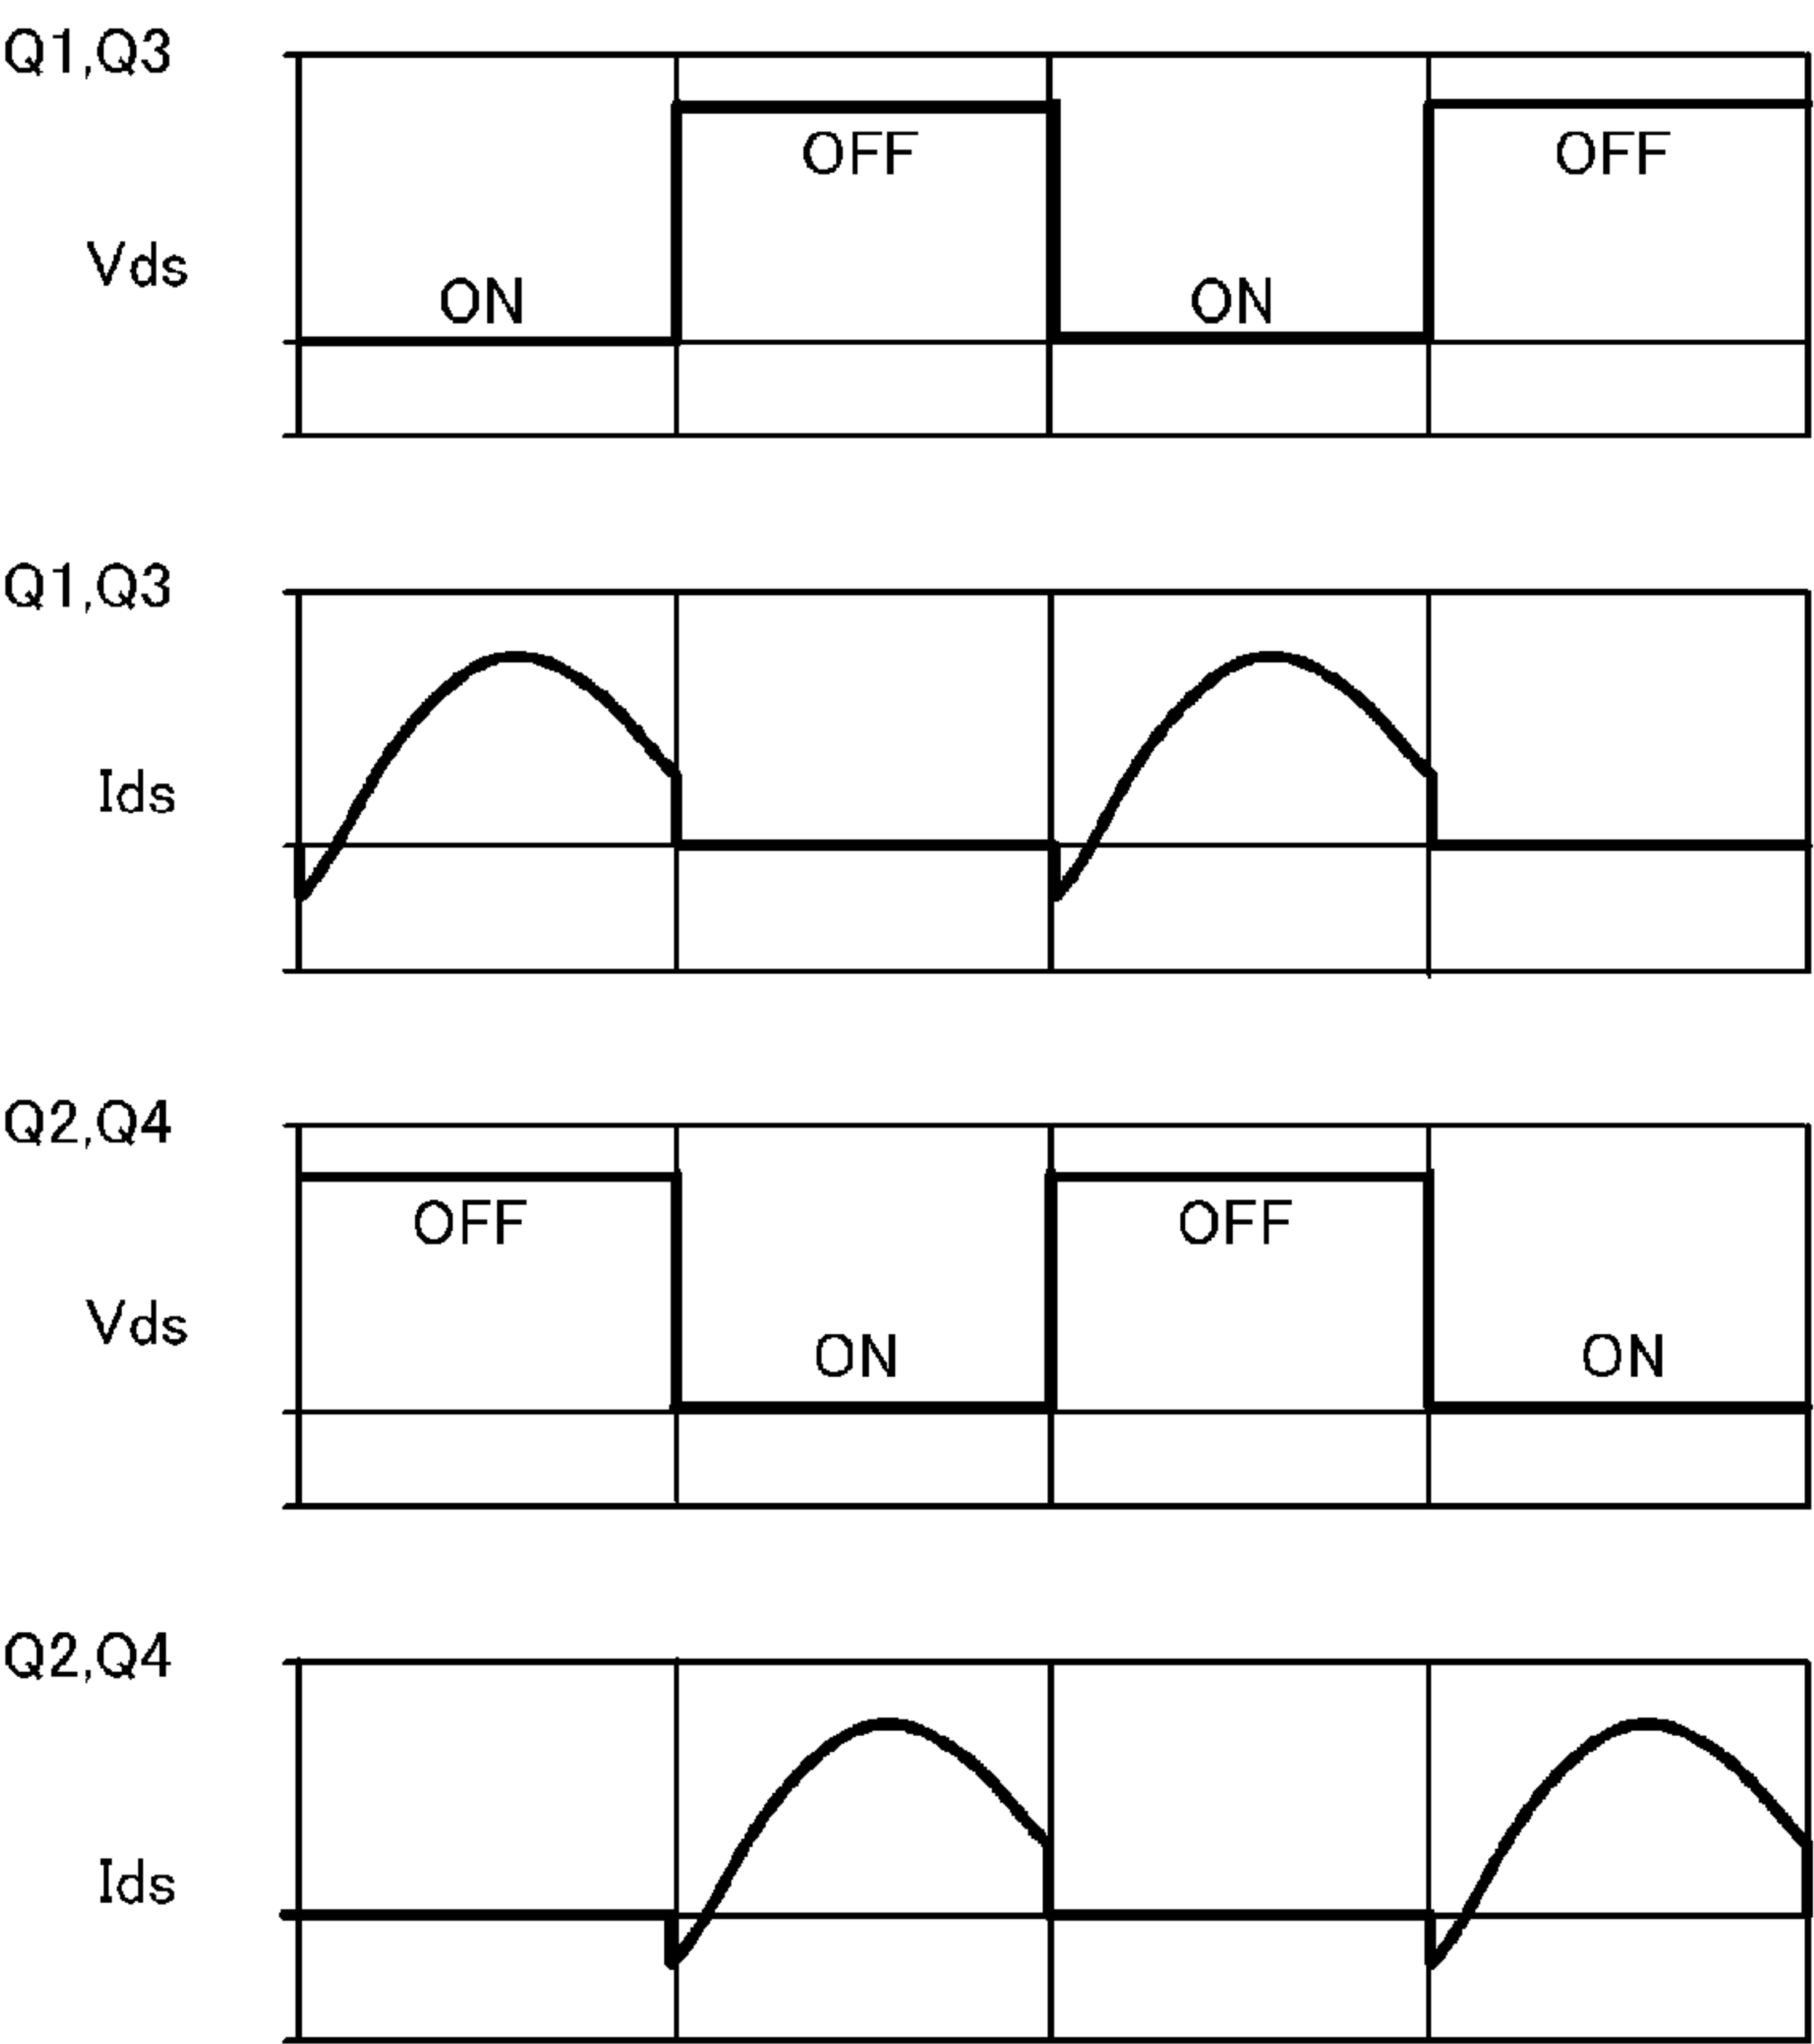 Q1,Q3
OFF
OFF
Vds
ON
ON
Q1,Q3
Ids
Q2,Q4
OFF
OFF
Vds
ON
ON
Q2,Q4
Ids